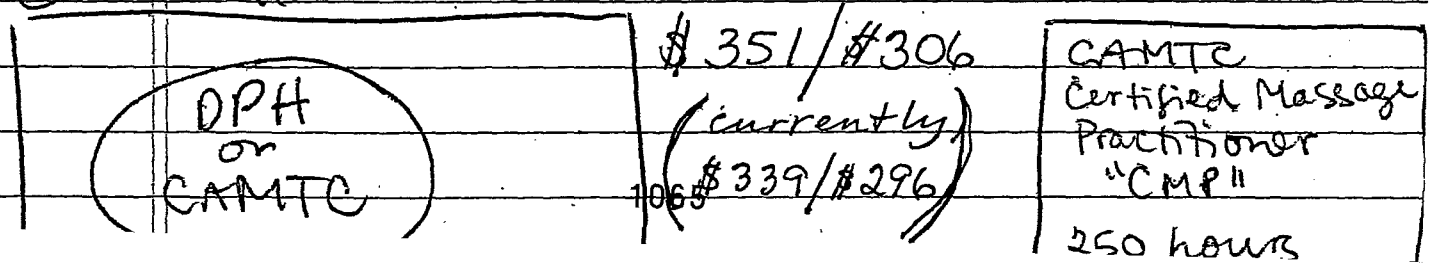 DPH
or
CAMTC
$351/$306
(currently)
$339/$296
1065
CAMTC
Certified Massage
Practitioner
"CMP"
250 hours